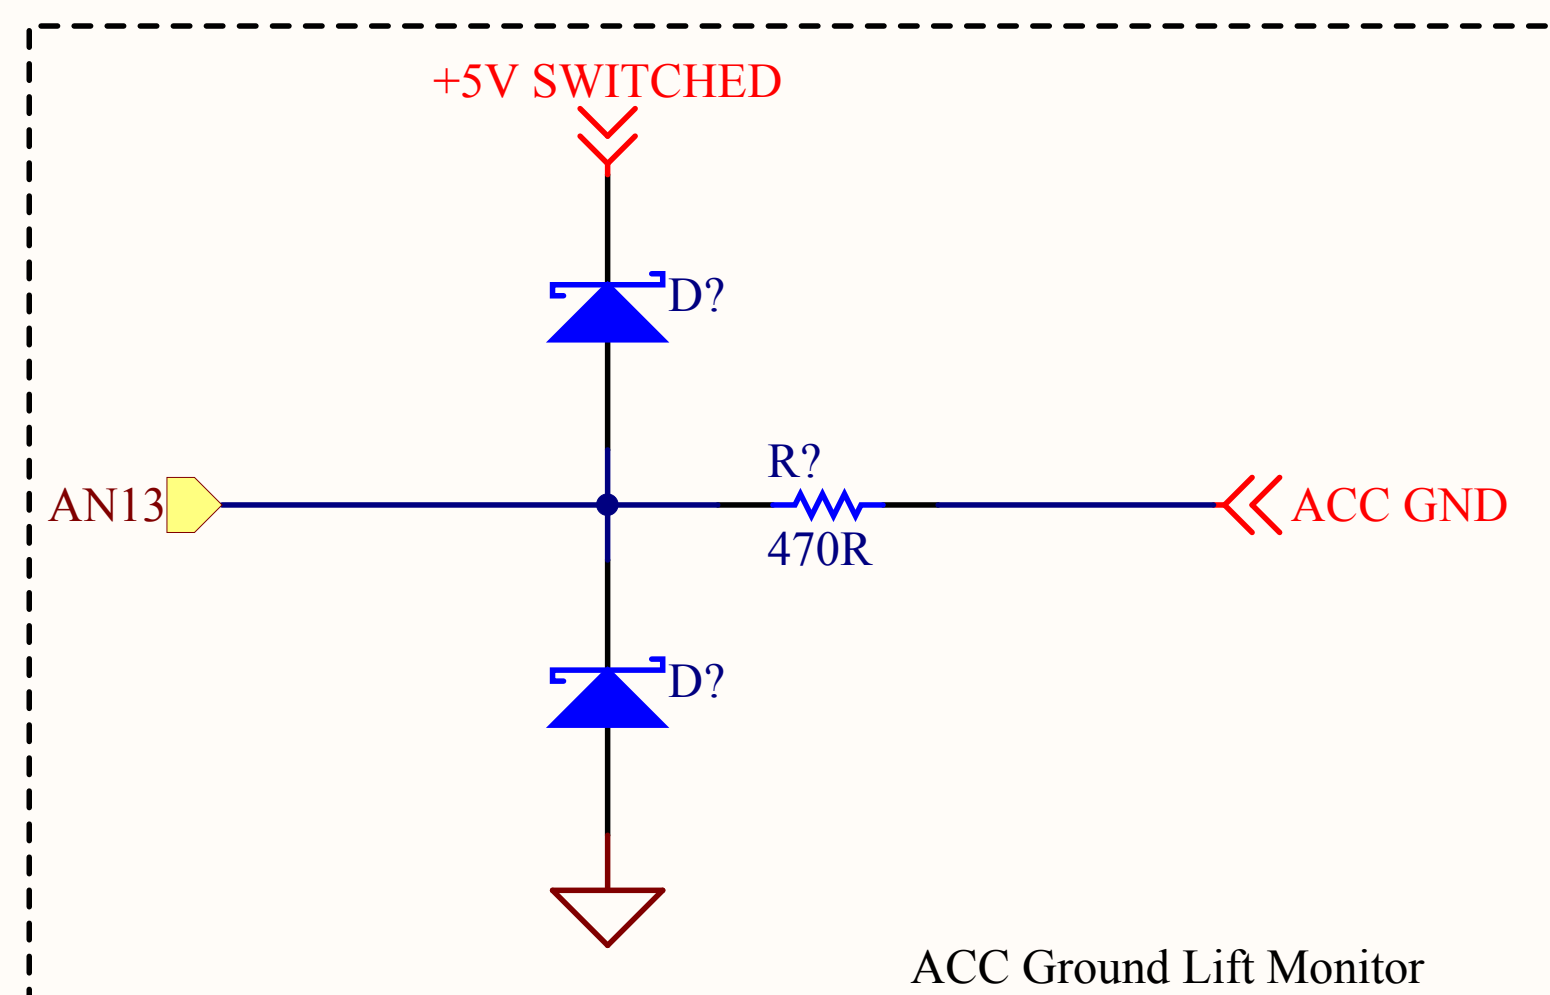 +5V SWITCHED
D?
R?
AN13
ACC GND
470R
D?
ACC Ground Lift Monitor